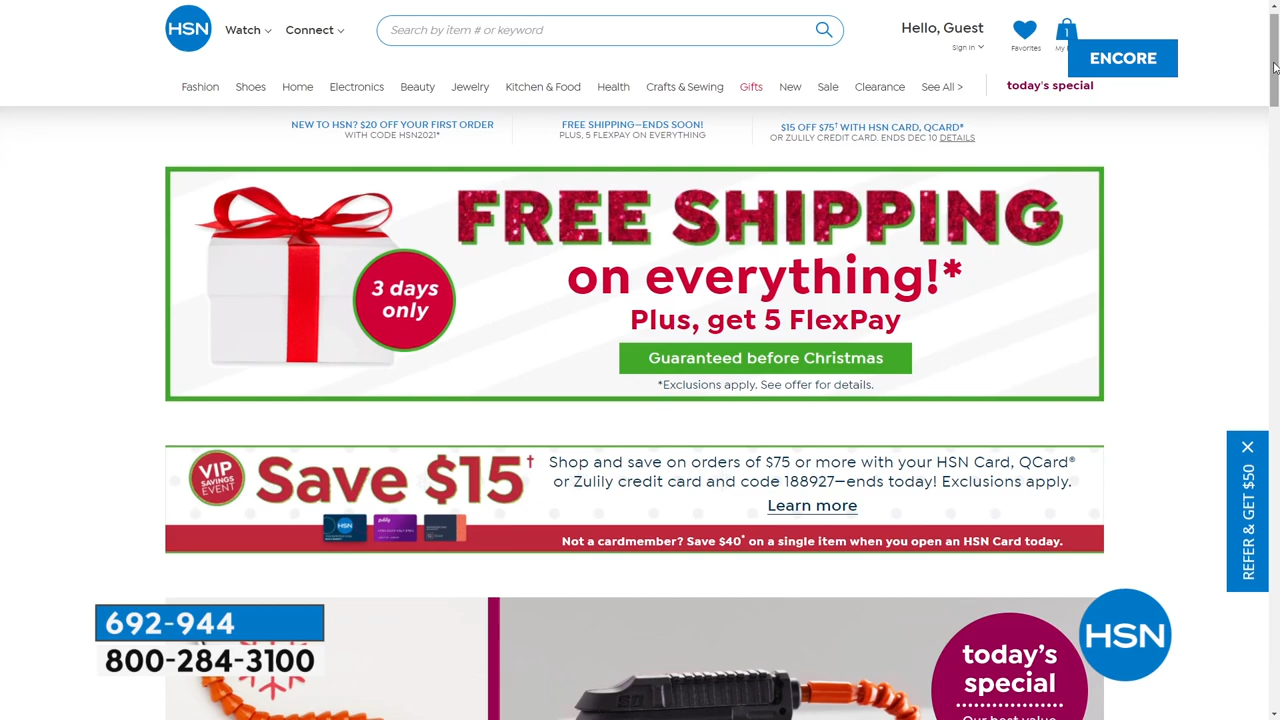 HSN
Watch
Connect
Search by item # or keyword
Hello, Guest
Sign In
Favorites
1
My
ENCORE
Fashion
Shoes
Home
Electronics
Beauty
Jewelry
Kitchen & Food
Health
Crafts & Sewing
Gifts
New
Sale
Clearance
See All >
today's special
NEW TO HSN? $20 OFF YOUR FIRST ORDER
WITH CODE HSN2021*
FREE SHIPPING—ENDS SOON!
PLUS, 5 FLEXPAY ON EVERYTHING
$15 OFF $75† WITH HSN CARD, QCARD*
OR ZULILY CREDIT CARD. ENDS DEC 10 DETAILS
3 days
only
FREE SHIPPING
on everything!*
Plus, get 5 FlexPay
Guaranteed before Christmas
*Exclusions apply. See offer for details.
VIP
SAVINGS
EVENT
Save $15†
Shop and save on orders of $75 or more with your HSN Card, QCard®
or Zulily credit card and code 188927—ends today! Exclusions apply.
Learn more
HSN
zulily
Not a cardmember? Save $40* on a single item when you open an HSN Card today.
REFER & GET $50
692-944
800-284-3100
today's
special
Our best value
HSN